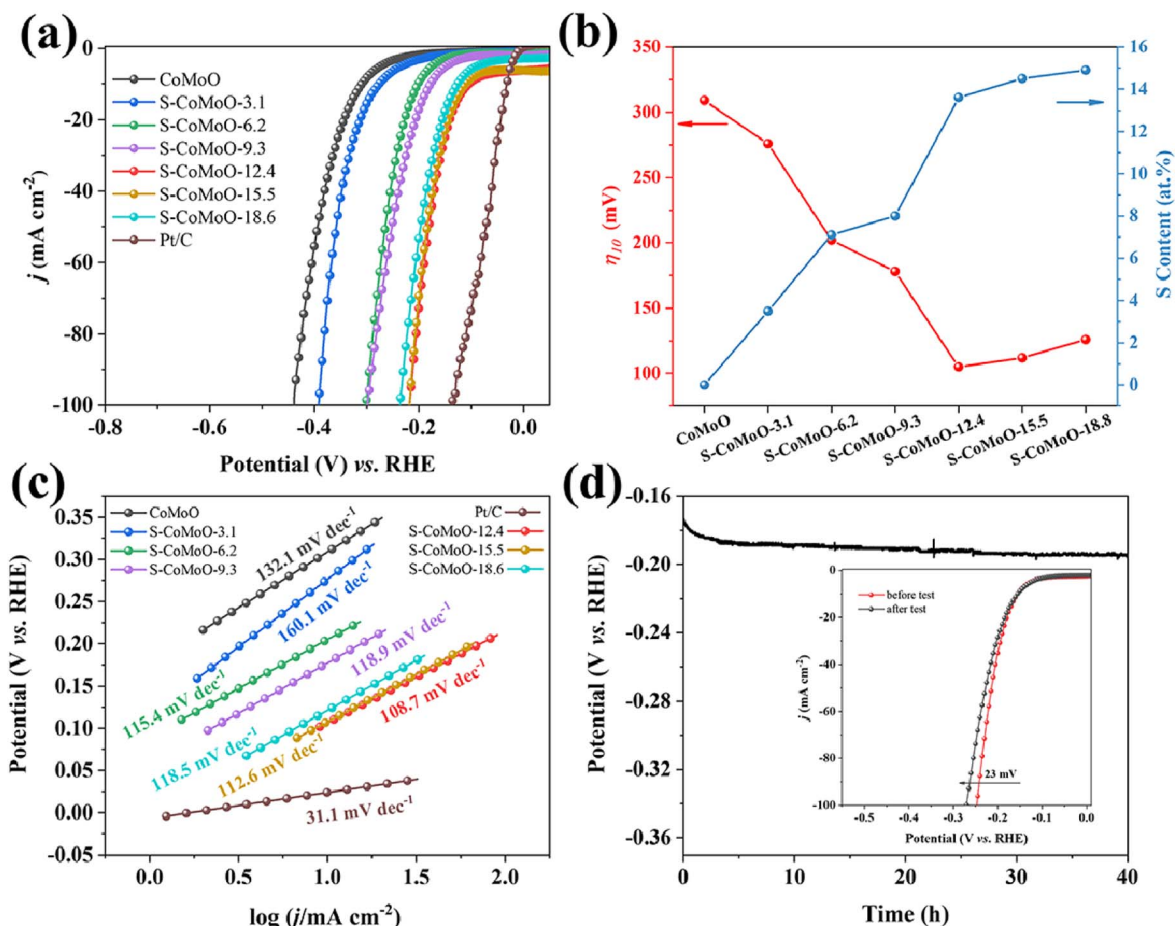 (a)
0
-20
-40
-60
-80
-100
j (mA cm⁻²)
CoMoO
S-CoMoO-3.1
S-CoMoO-6.2
S-CoMoO-9.3
S-CoMoO-12.4
S-CoMoO-15.5
S-CoMoO-18.6
Pt/C
-0.8 -0.6 -0.4 -0.2 0.0
Potential (V) vs. RHE
(b)
350
300
250
200
150
100
η10 (mV)
16
14
12
10
8
6
4
2
0
S Content (at.%)
CoMoO
S-CoMoO-3.1
S-CoMoO-6.2
S-CoMoO-9.3
S-CoMoO-12.4
S-CoMoO-15.5
S-CoMoO-18.8
(c)
0.35
0.30
0.25
0.20
0.15
0.10
0.05
0.00
-0.05
Potential (V vs. RHE)
CoMoO
S-CoMoO-3.1
S-CoMoO-6.2
S-CoMoO-9.3
Pt/C
S-CoMoO-12.4
S-CoMoO-15.5
S-CoMoO-18.6
132.1 mV dec⁻¹
160.1 mV dec⁻¹
115.4 mV dec⁻¹
118.9 mV dec⁻¹
118.5 mV dec⁻¹
108.7 mV dec⁻¹
112.6 mV dec⁻¹
31.1 mV dec⁻¹
0.0 0.5 1.0 1.5 2.0
log (j/mA cm⁻²)
(d)
-0.16
-0.20
-0.24
-0.28
-0.32
-0.36
Potential (V vs. RHE)
0
-20
-40
-60
-80
-100
j (mA cm⁻²)
before test
after test
23 mV
-0.5 -0.4 -0.3 -0.2 -0.1 0.0
Potential (V vs. RHE)
0 10 20 30 40
Time (h)